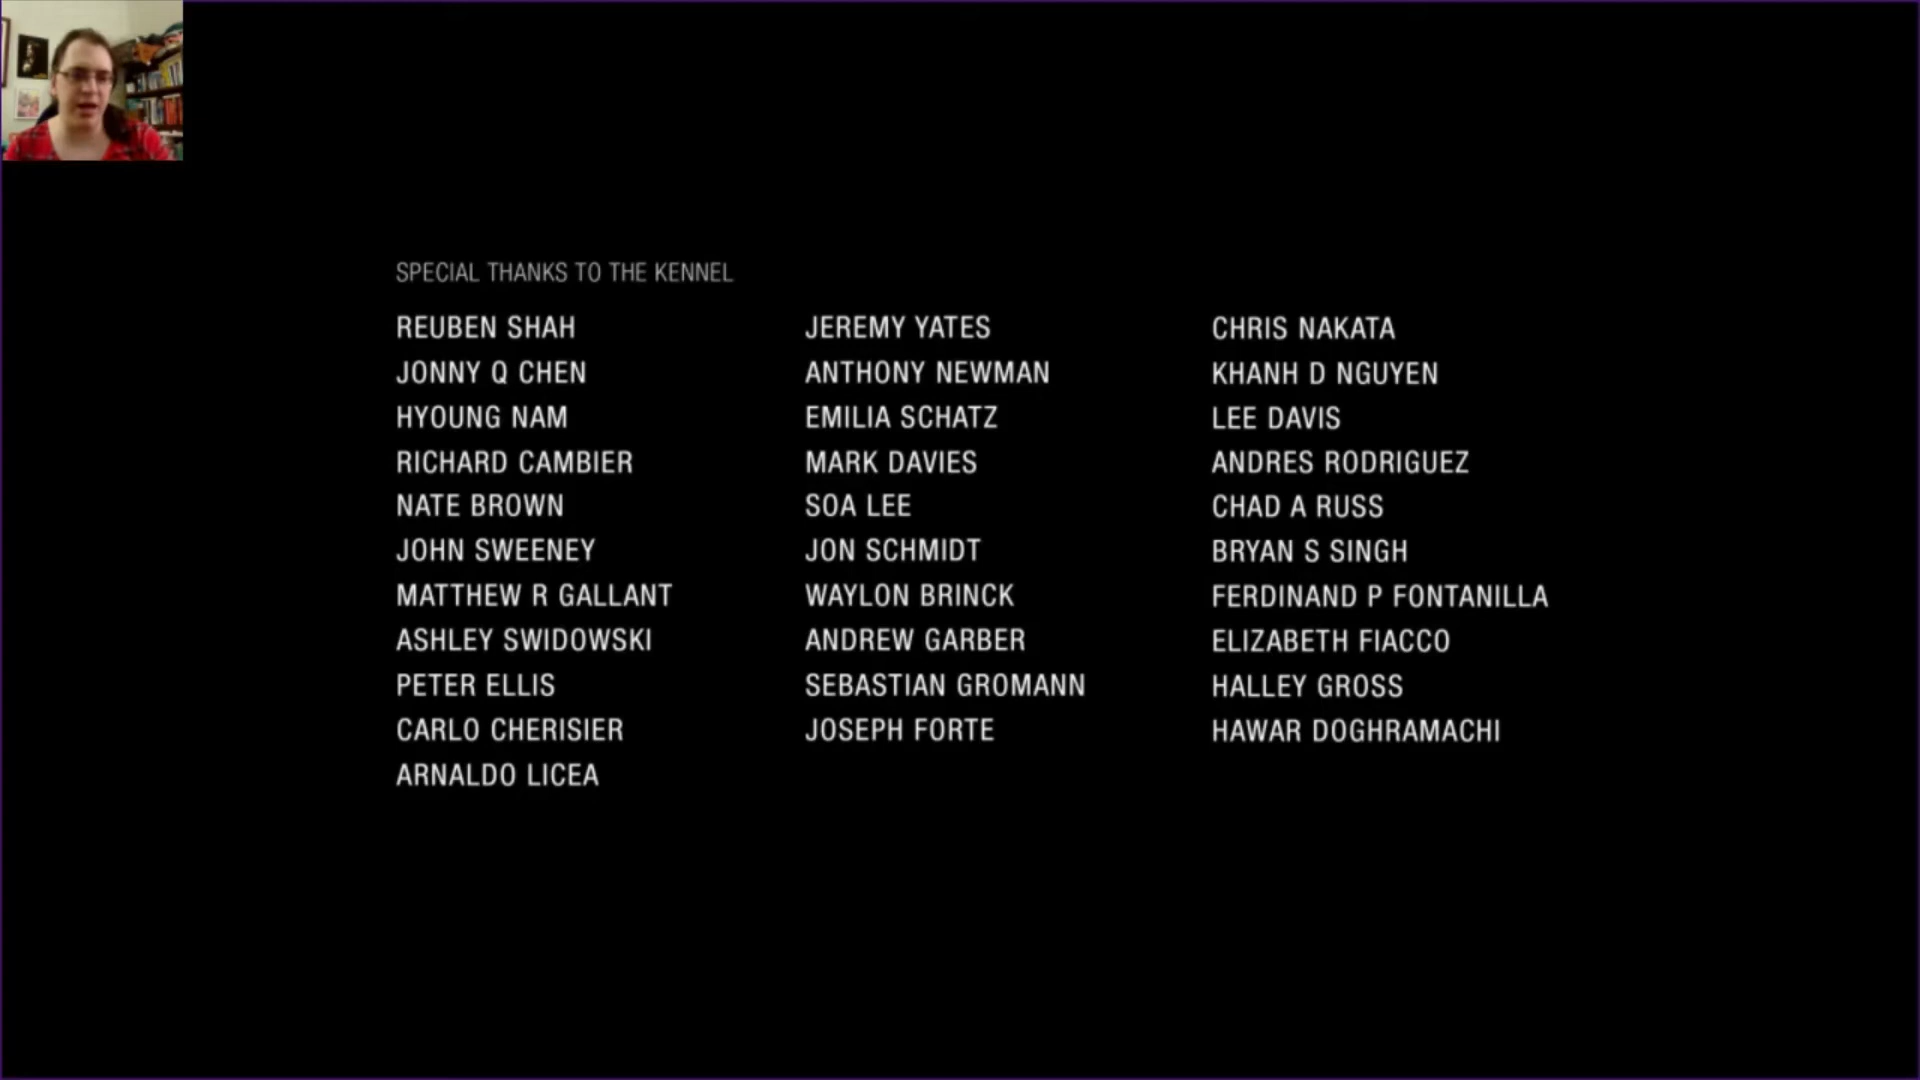 SPECIAL THANKS TO THE KENNEL
REUBEN SHAH
JONNY Q CHEN
HYOUNG NAM
RICHARD CAMBIER
NATE BROWN
JOHN SWEENEY
MATTHEW R GALLANT
ASHLEY SWIDOWSKI
PETER ELLIS
CARLO CHERISIER
ARNALDO LICEA
JEREMY YATES
ANTHONY NEWMAN
EMILIA SCHATZ
MARK DAVIES
SOA LEE
JON SCHMIDT
WAYLON BRINCK
ANDREW GARBER
SEBASTIAN GROMANN
JOSEPH FORTE
CHRIS NAKATA
KHANH D NGUYEN
LEE DAVIS
ANDRES RODRIGUEZ
CHAD A RUSS
BRYAN S SINGH
FERDINAND P FONTANILLA
ELIZABETH FIACCO
HALLEY GROSS
HAWAR DOGHRAMACHI